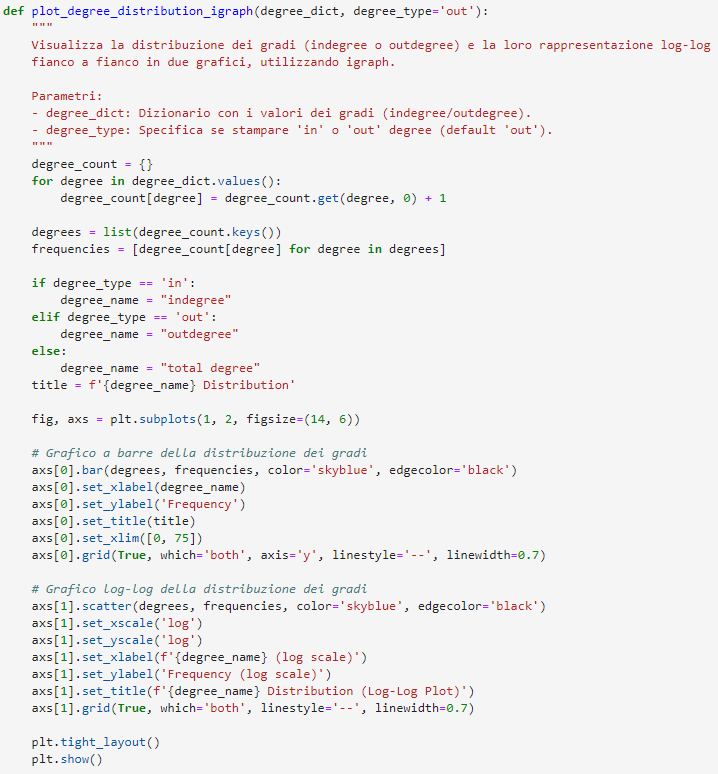 def plot_degree_distribution_igraph(degree_dict, degree_type='out'):
    """
    Visualizza la distribuzione dei gradi (indegree o outdegree) e la loro rappresentazione log-log
    fianco a fianco in due grafici, utilizzando igraph.

    Parametri:
    - degree_dict: Dizionario con i valori dei gradi (indegree/outdegree).
    - degree_type: Specifica se stampare 'in' o 'out' degree (default 'out').
    """
    degree_count = {}
    for degree in degree_dict.values():
        degree_count[degree] = degree_count.get(degree, 0) + 1

    degrees = list(degree_count.keys())
    frequencies = [degree_count[degree] for degree in degrees]

    if degree_type == 'in':
        degree_name = "indegree"
    elif degree_type == 'out':
        degree_name = "outdegree"
    else:
        degree_name = "total degree"
    title = f'{degree_name} Distribution'

    fig, axs = plt.subplots(1, 2, figsize=(14, 6))

    # Grafico a barre della distribuzione dei gradi
    axs[0].bar(degrees, frequencies, color='skyblue', edgecolor='black')
    axs[0].set_xlabel(degree_name)
    axs[0].set_ylabel('Frequency')
    axs[0].set_title(title)
    axs[0].set_xlim([0, 75])
    axs[0].grid(True, which='both', axis='y', linestyle='--', linewidth=0.7)

    # Grafico log-log della distribuzione dei gradi
    axs[1].scatter(degrees, frequencies, color='skyblue', edgecolor='black')
    axs[1].set_xscale('log')
    axs[1].set_yscale('log')
    axs[1].set_xlabel(f'{degree_name} (log scale)')
    axs[1].set_ylabel('Frequency (log scale)')
    axs[1].set_title(f'{degree_name} Distribution (Log-Log Plot)')
    axs[1].grid(True, which='both', linestyle='--', linewidth=0.7)

    plt.tight_layout()
    plt.show()